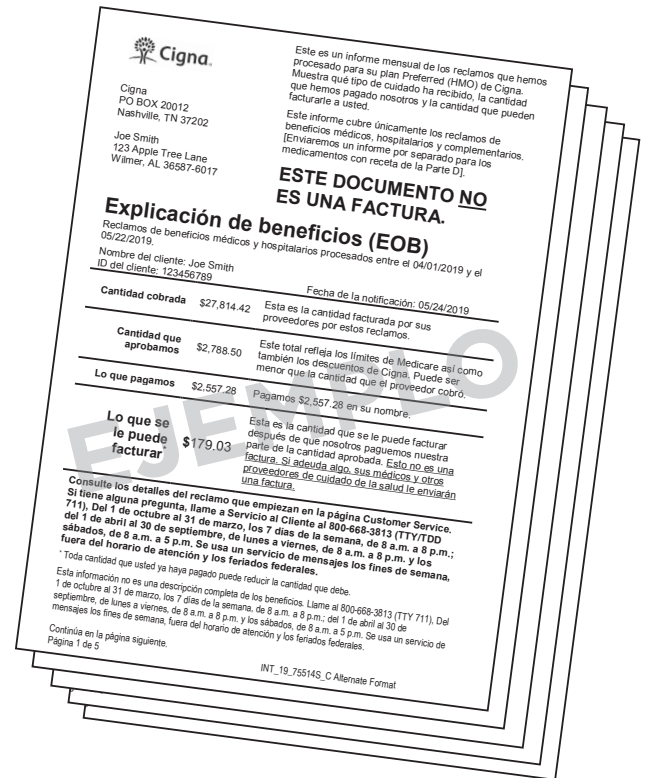 Cigna
Este es un informe mensual de los reclamos que hemos
procesado para su plan Preferred (HMO) de Cigna.
Muestra qué tipo de cuidado ha recibido, la cantidad
que hemos pagado nosotros y la cantidad que pueden
facturarle a usted.
Este informe cubre únicamente los reclamos de
beneficios médicos, hospitalarios y complementarios.
[Enviaremos un informe por separado para los
medicamentos con receta de la Parte D].
Cigna
PO BOX 20012
Nashville, TN 37202
Joe Smith
123 Apple Tree Lane
Wilmer, AL 36587-6017
ESTE DOCUMENTO NO
ES UNA FACTURA.
Explicación de beneficios (EOB)
Reclamos de beneficios médicos y hospitalarios procesados entre el 04/01/2019 y el
05/22/2019.
Nombre del cliente: Joe Smith
ID del cliente: 123456789
Fecha de la notificación: 05/24/2019
Cantidad cobrada
$27,814.42
Esta es la cantidad facturada por sus
proveedores por estos reclamos.
Cantidad que
aprobamos
$2,788.50
Este total refleja los límites de Medicare así como
también los descuentos de Cigna. Puede ser
menor que la cantidad que el proveedor cobró.
Lo que pagamos
$2,557.28
Pagamos $2,557.28 en su nombre.
Lo que se
le puede
facturar*
$179.03
Esta es la cantidad que se le puede facturar
después de que nosotros paguemos nuestra
parte de la cantidad aprobada. Esto no es una
factura. Si adeuda algo, sus médicos y otros
proveedores de cuidado de la salud le enviarán
una factura.
EJEMPLO
Consulte los detalles del reclamo que empiezan en la página Customer Service.
Si tiene alguna pregunta, llame a Servicio al Cliente al 800-668-3813 (TTY/TDD
711), Del 1 de octubre al 31 de marzo, los 7 días de la semana, de 8 a.m. a 8 p.m.;
del 1 de abril al 30 de septiembre, de lunes a viernes, de 8 a.m. a 8 p.m. y los
sábados, de 8 a.m. a 5 p.m. Se usa un servicio de mensajes los fines de semana,
fuera del horario de atención y los feriados federales.
* Toda cantidad que usted ya haya pagado puede reducir la cantidad que debe.
Esta información no es una descripción completa de los beneficios. Llame al 800-668-3813 (TTY 711), Del
1 de octubre al 31 de marzo, los 7 días de la semana, de 8 a.m. a 8 p.m.; del 1 de abril al 30 de
septiembre, de lunes a viernes, de 8 a.m. a 8 p.m. y los sábados, de 8 a.m. a 5 p.m. Se usa un servicio de
mensajes los fines de semana, fuera del horario de atención y los feriados federales.
Continúa en la página siguiente.
Página 1 de 5
INT_19_75514S_C Alternate Format